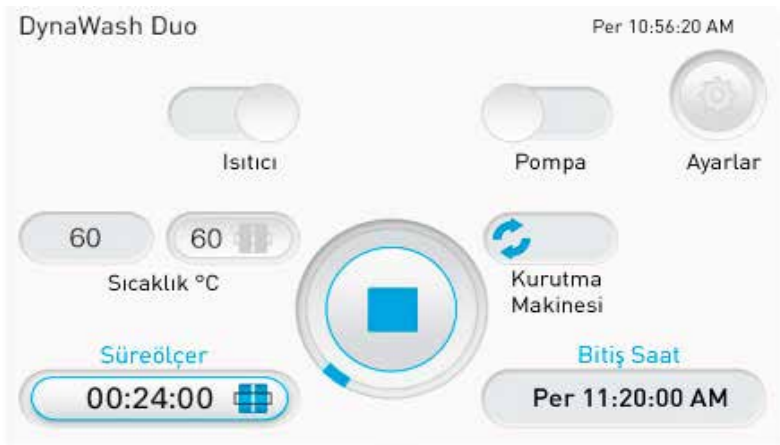 DynaWash Duo
Per 10:56:20 AM
Isıtıcı
Pompa
Ayarlar
60
60
Sıcaklık °C
Kurutma
Makinesi
Süreölçer
Bitiş Saat
00:24:00
Per 11:20:00 AM